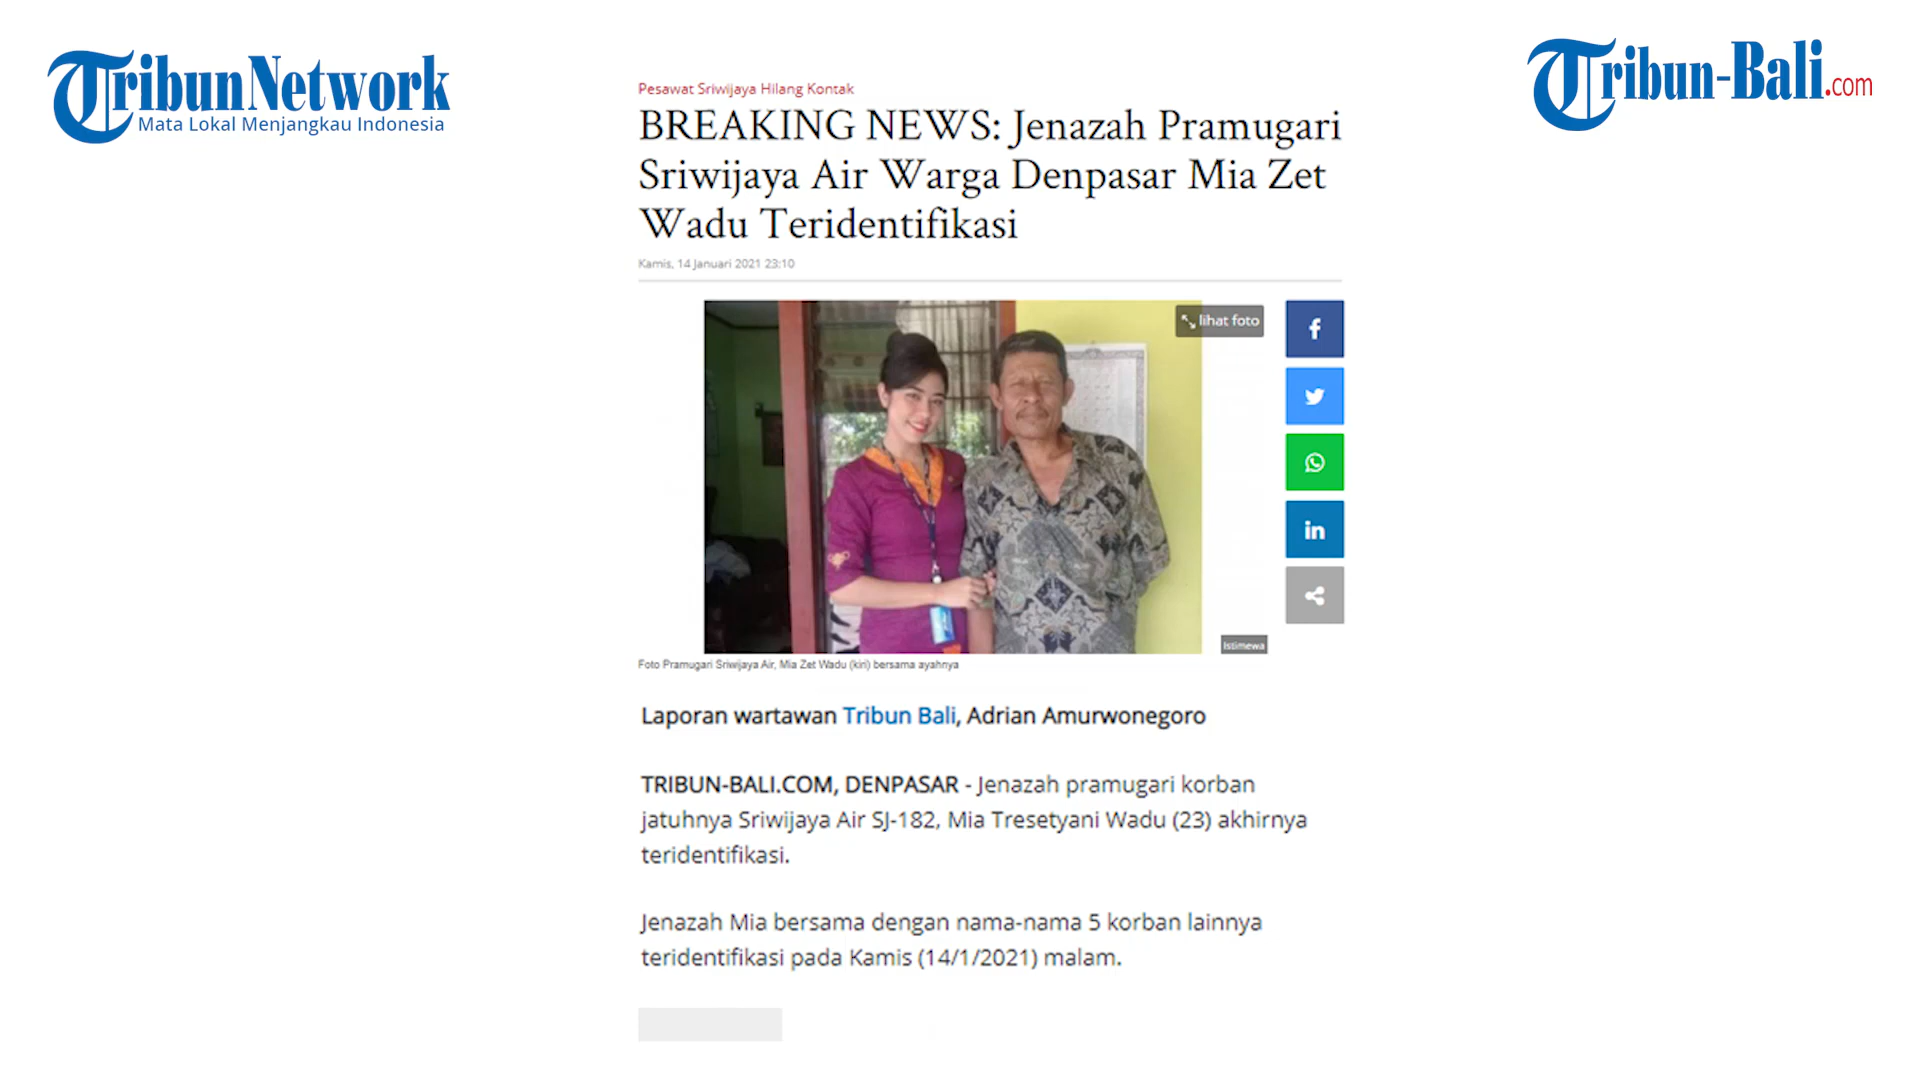 Tribun Network
Mata Lokal Menjangkau Indonesia
Tribun-Bali.com
Pesawat Sriwijaya Hilang Kontak
BREAKING NEWS: Jenazah Pramugari
Sriwijaya Air Warga Denpasar Mia Zet
Wadu Teridentifikasi
Kamis, 14 Januari 2021 23:10
lihat foto
f
in
Istimewa
Foto Pramugari Sriwijaya Air, Mia Zet Wadu (kiri) bersama ayahnya
Laporan wartawan Tribun Bali, Adrian Amurwonegoro
TRIBUN-BALI.COM, DENPASAR - Jenazah pramugari korban
jatuhnya Sriwijaya Air SJ-182, Mia Tresetyani Wadu (23) akhirnya
teridentifikasi.
Jenazah Mia bersama dengan nama-nama 5 korban lainnya
teridentifikasi pada Kamis (14/1/2021) malam.